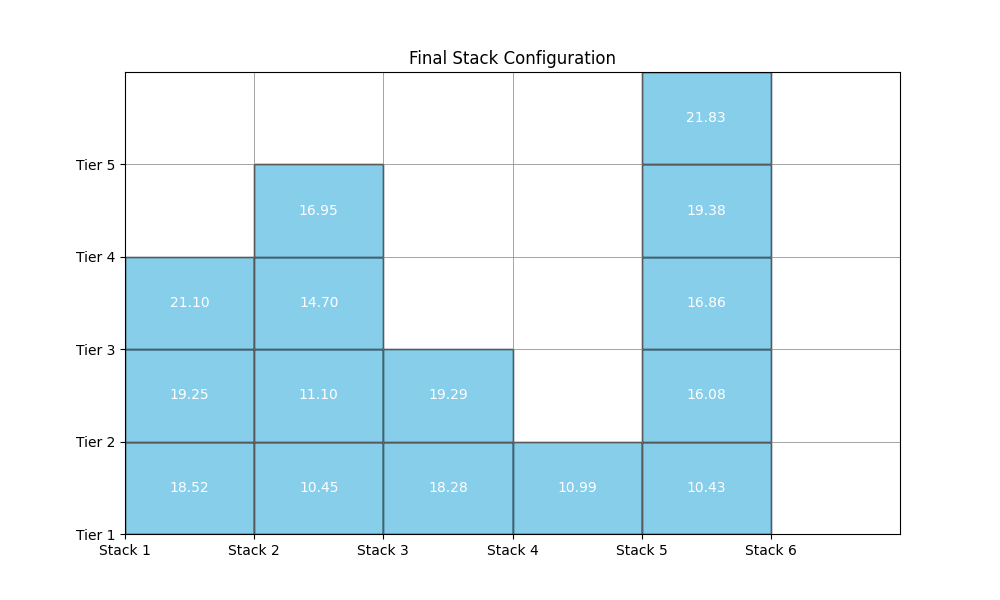 Final Stack Configuration
21.83
Tier 5
16.95 19.38
Tier 4
21.10 14.70 16.86
Tier 3
19.25 11.10 19.29 16.08
Tier 2
18.52 10.45 18.28 10.99 10.43
Tier 1
Stack 1 Stack 2 Stack 3 Stack 4 Stack 5 Stack 6